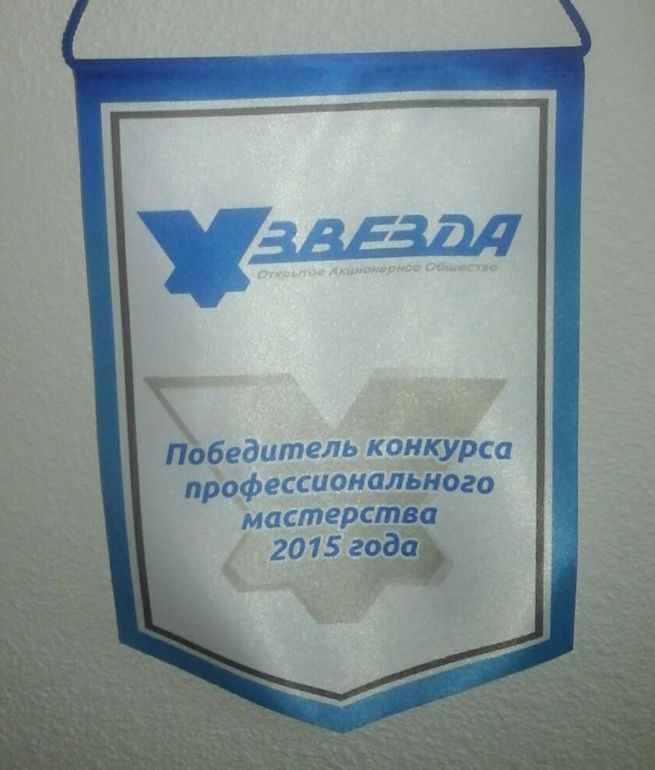 ЗВЕЗДА
Открытое Акционерное Общество
Победитель конкурса
профессионального
мастерства
2015 года